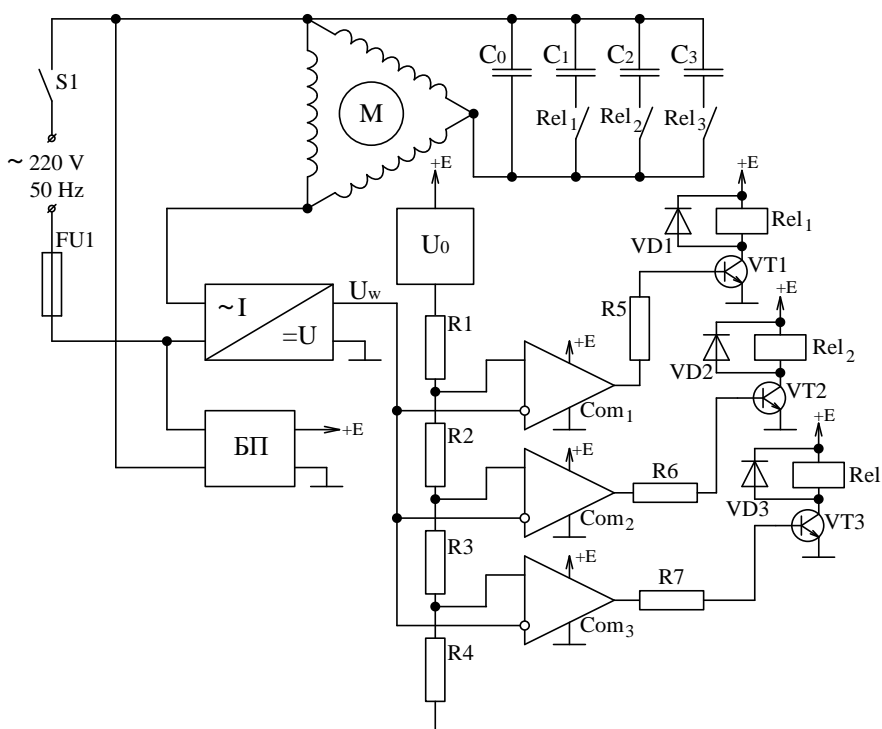 C0 C1 C2 C3
S1
M
Rel1 Rel2 Rel3
~ 220 V
50 Hz
+E +E
FU1
U0
VD1 Rel1
VT1
~ I
=U
Uw
R1
R5
+E
+E
VD2 Rel2
Com1
VT2
БП
+E
R2
+E
R6
+E
VD3 Rel
Com2
VT3
R3
+E
R7
Com3
R4